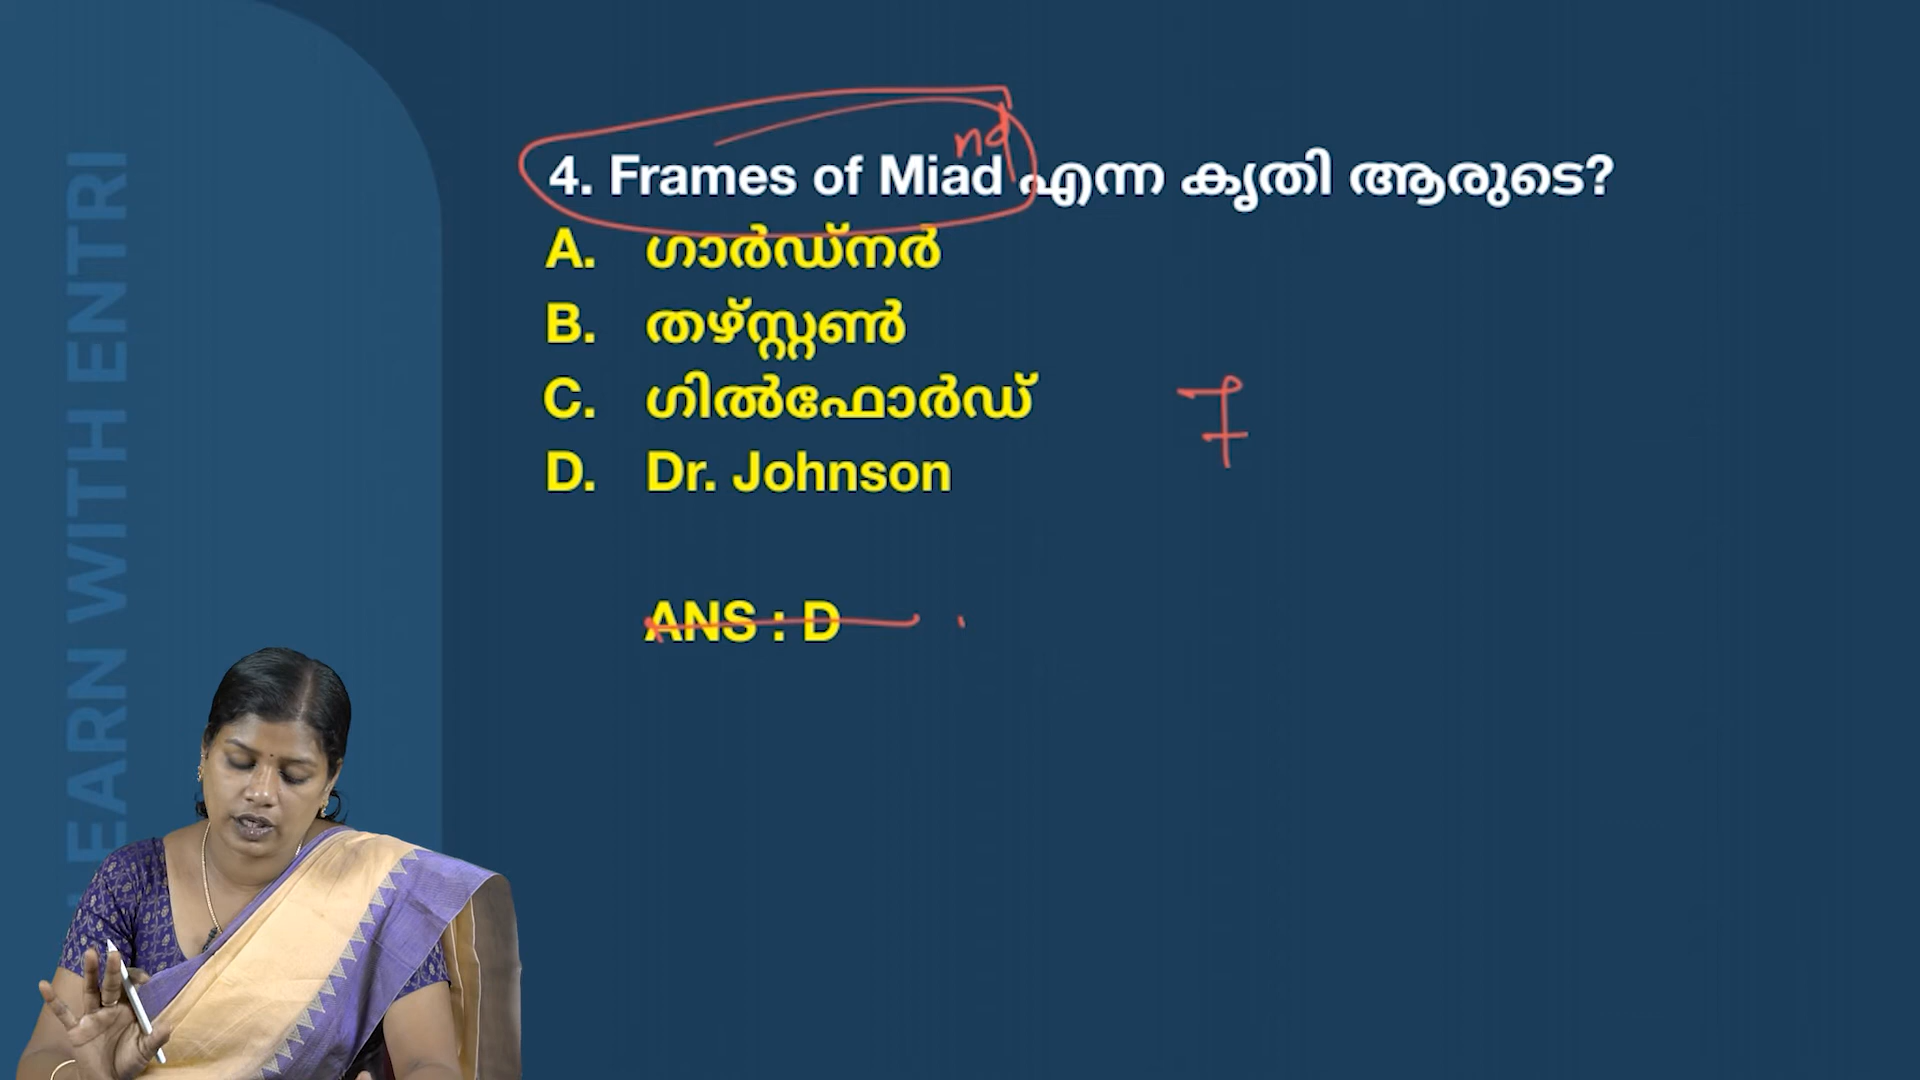 LEARN WITH ENTRI
nd
4. Frames of Miad എന്ന കൃതി ആരുടെ?
A. ഗാർഡ്നർ
B. തഴ്സ്റ്റൺ
C. ഗിൽഫോർഡ്
7
D. Dr. Johnson
ANS : D